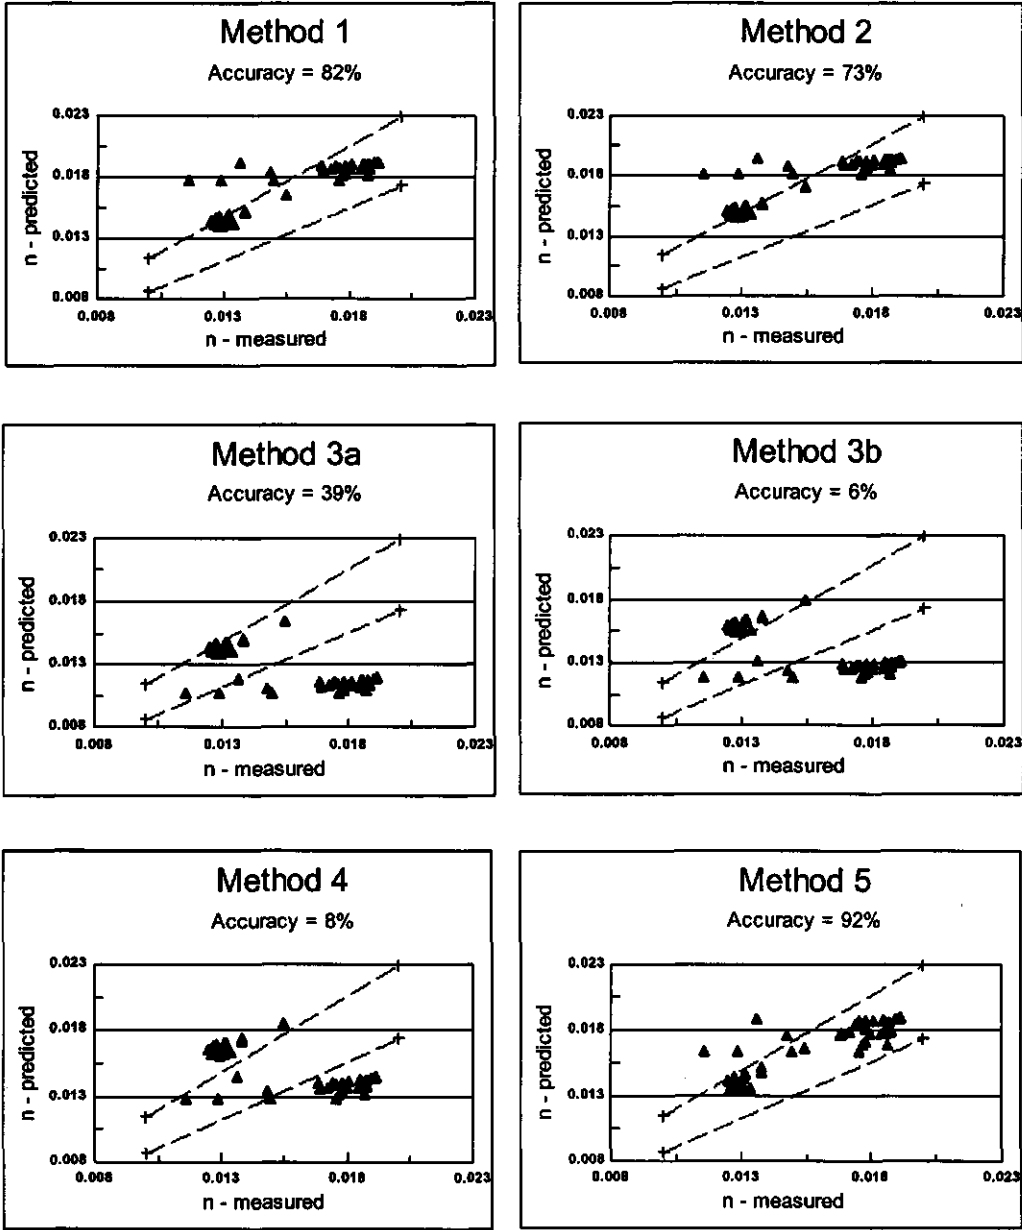 Method 1
Accuracy = 82%
0.023
0.018
0.013
0.008
n - predicted
0.008 0.013 0.018 0.023
n - measured
Method 2
Accuracy = 73%
0.023
0.018
0.013
0.008
n - predicted
0.008 0.013 0.018 0.023
n - measured
Method 3a
Accuracy = 39%
0.023
0.018
0.013
0.008
n - predicted
0.008 0.013 0.018 0.023
n - measured
Method 3b
Accuracy = 6%
0.023
0.018
0.013
0.008
n - predicted
0.008 0.013 0.018 0.023
n - measured
Method 4
Accuracy = 8%
0.023
0.018
0.013
0.008
n - predicted
0.008 0.013 0.018 0.023
n - measured
Method 5
Accuracy = 92%
0.023
0.018
0.013
0.008
n - predicted
0.008 0.013 0.018 0.023
n - measured